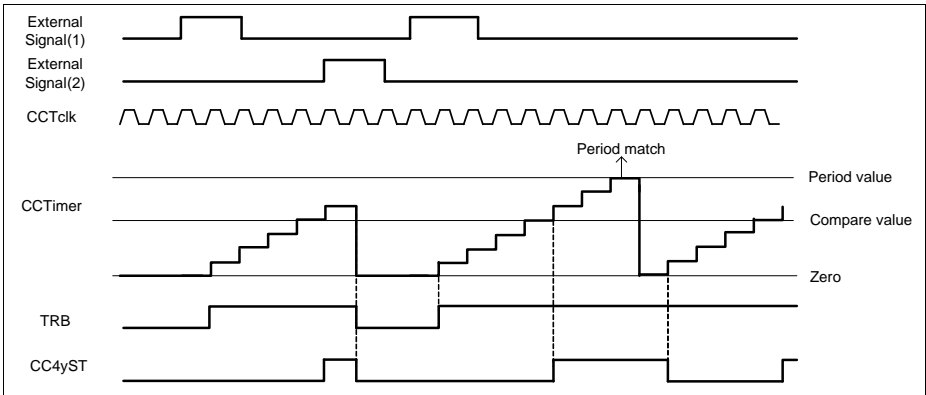 External
Signal(1)
External
Signal(2)
CCTclk
Period match
Period value
CCTimer
Compare value
Zero
TRB
CC4yST